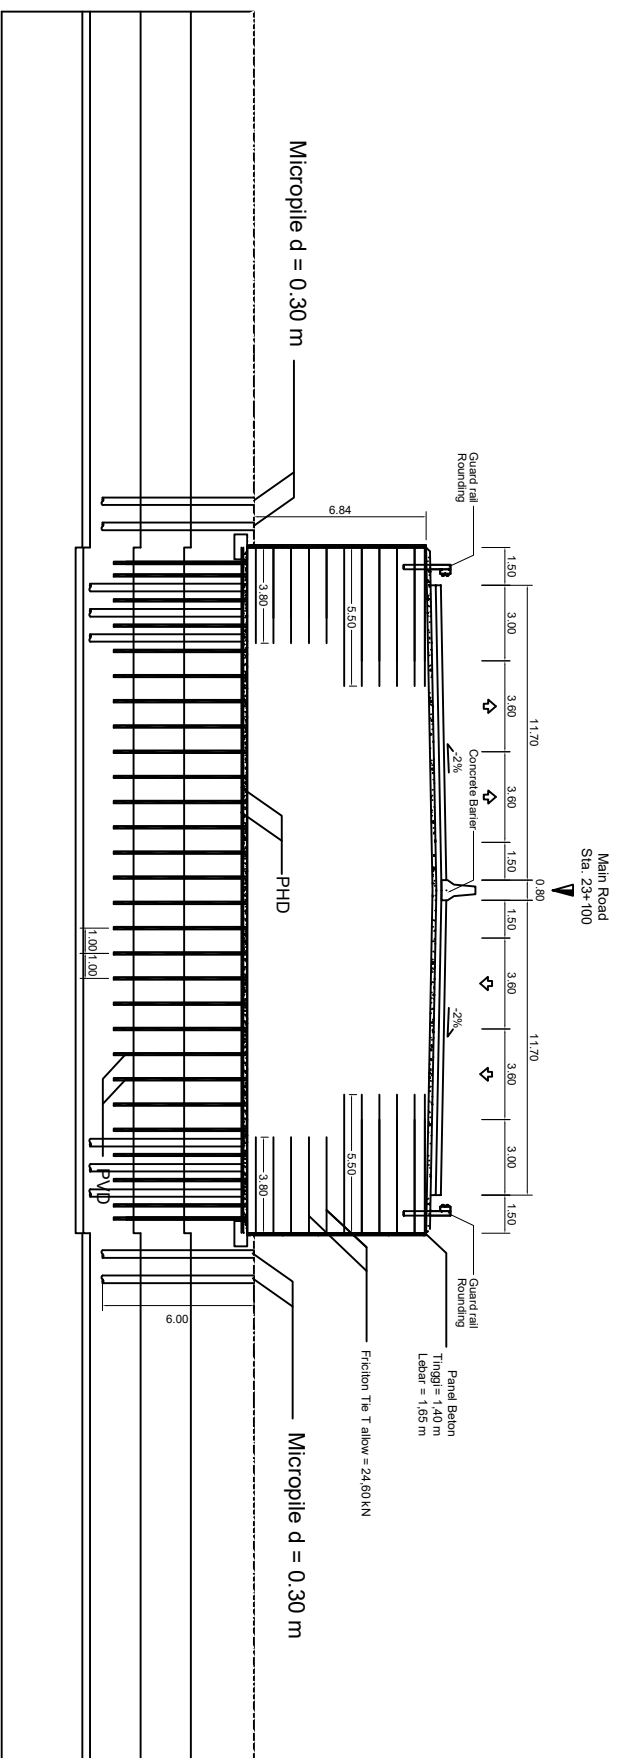 Main Road
Sta. 23+100
0.80
11.70
11.70
1.50
3.00
3.60
3.60
1.50
1.50
3.60
3.60
3.00
1.50
Guard rail
Rounding
Concrete Barier
-2%
-2%
Guard rail
Rounding
6.84
5.50
3.80
5.50
3.80
Panel Beton
Tinggi = 1,40 m
Lebar = 1,65 m
Friciton Tie T allow = 24,60 kN
Micropile d = 0.30 m
PHD
Micropile d = 0.30 m
6.00
1.00
1.00
PVD